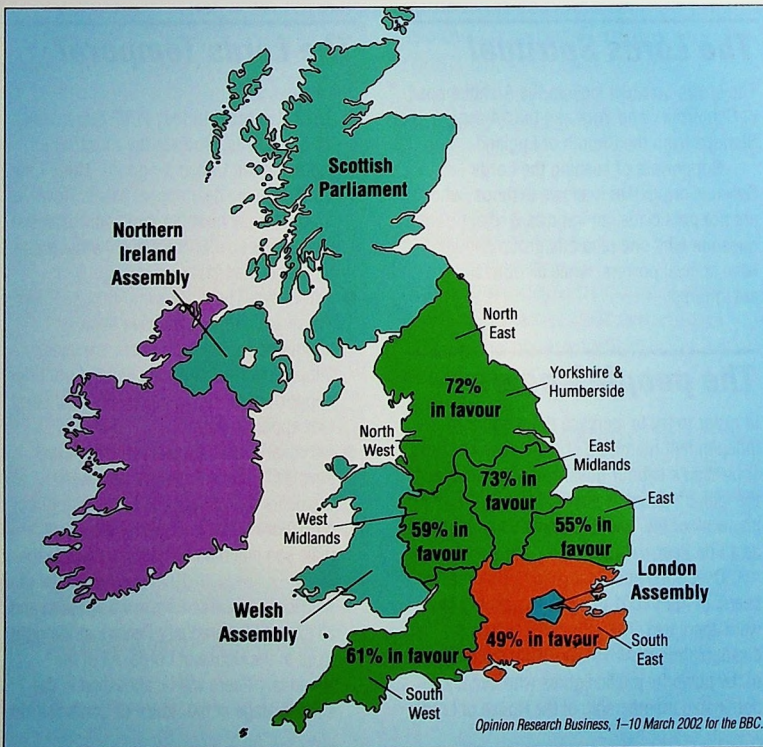 Scottish
Parliament
Northern
Ireland
Assembly
North
East
Yorkshire &
Humberside
72%
in favour
North
West
East
Midlands
73% in
favour
East
West
Midlands
59% in
favour
55% in
favour
London
Assembly
Welsh
Assembly
49% in favour
South
East
61% in favour
South
West
Opinion Research Business, 1–10 March 2002 for the BBC.